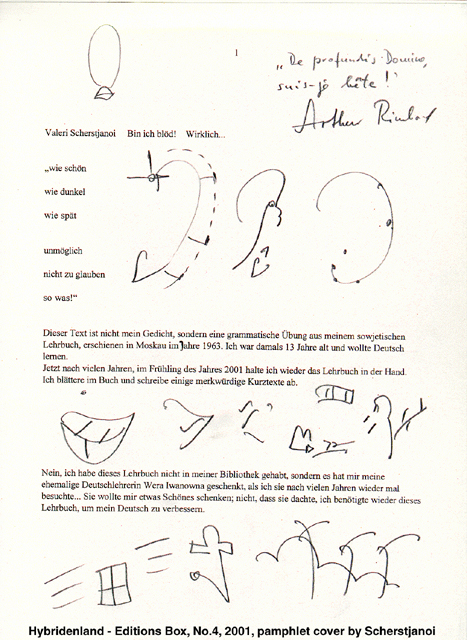 1
„De profundis Domine,
suis-je bête!"
Arthur Rimbaf
Valeri Scherstjanoi Bin ich blöd! Wirklich...
„wie schön
wie dunkel
wie spät
unmöglich
nicht zu glauben
so was!“
Dieser Text ist nicht mein Gedicht, sondern eine grammatische Übung aus meinem sowjetischen
Lehrbuch, erschienen in Moskau im Jahre 1963. Ich war damals 13 Jahre alt und wollte Deutsch
lernen.
Jetzt nach vielen Jahren, im Frühling des Jahres 2001 halte ich wieder das Lehrbuch in der Hand.
Ich blättere im Buch und schreibe einige merkwürdige Kurztexte ab.
Nein, ich habe dieses Lehrbuch nicht in meiner Bibliothek gehabt, sondern es hat mir meine
ehemalige Deutschlehrerin Wera Iwanowna geschenkt, als ich sie nach vielen Jahren wieder mal
besuchte... Sie wollte mir etwas Schönes schenken; nicht, dass sie dachte, ich benötigte wieder dieses
Lehrbuch, um mein Deutsch zu verbessern.
Hybridenland - Editions Box, No.4, 2001, pamphlet cover by Scherstjanoi